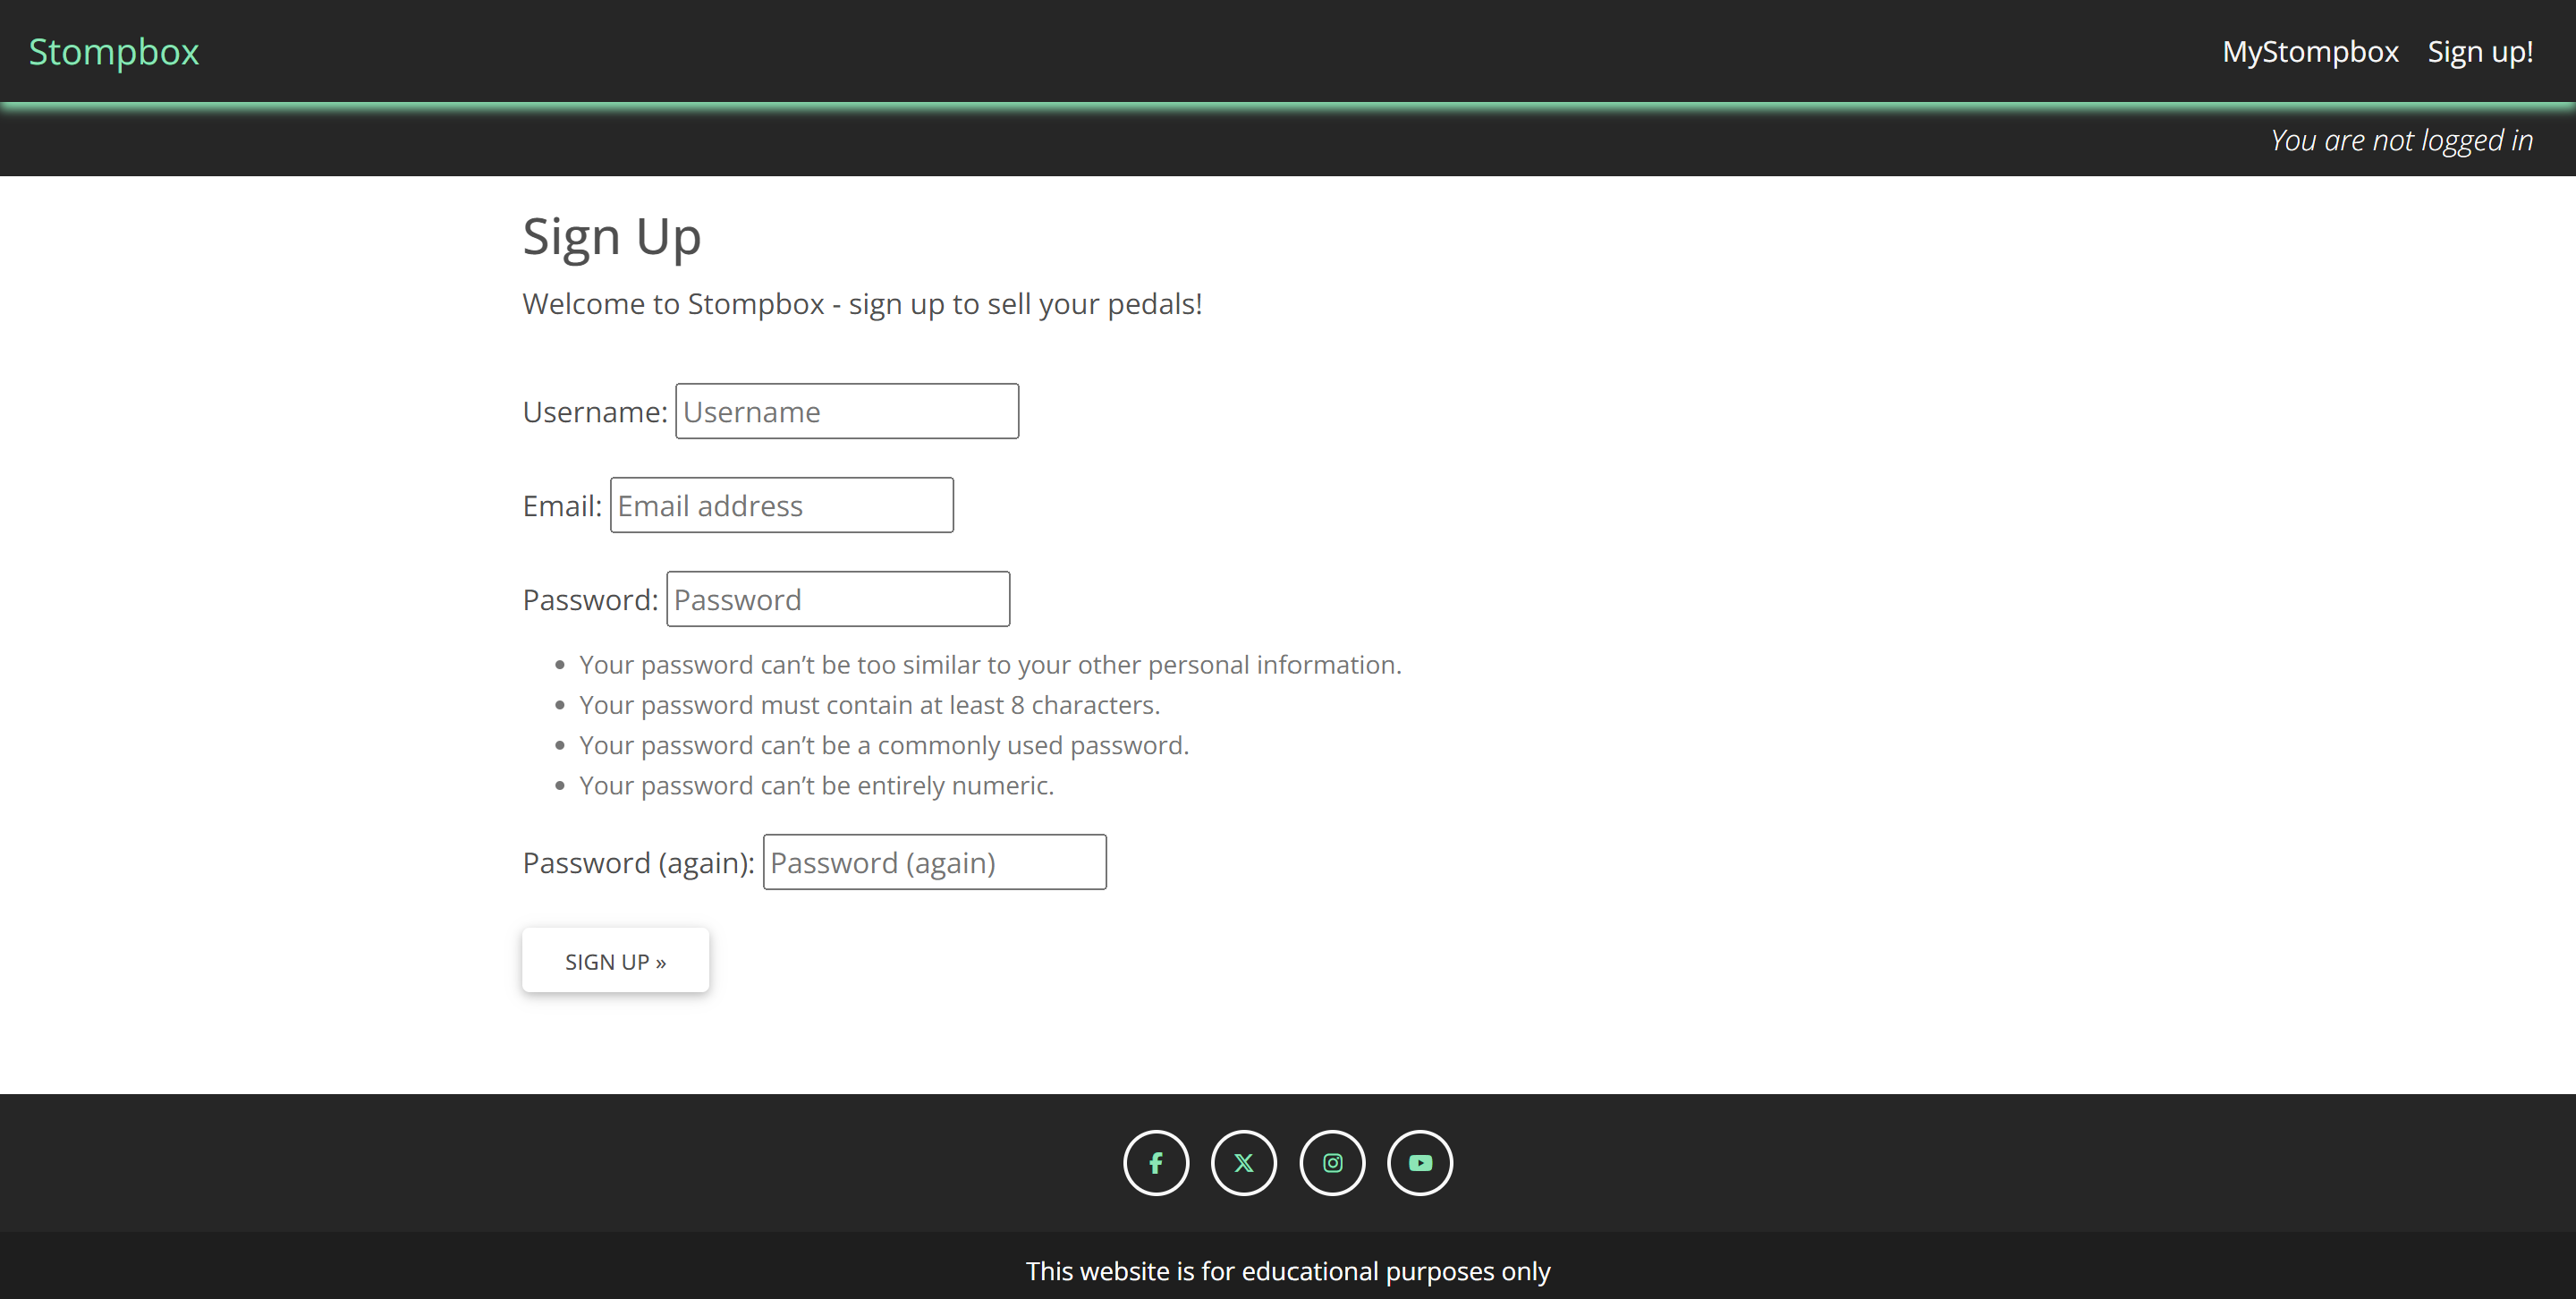 Stompbox
MyStompbox Sign up!
You are not logged in
Sign Up
Welcome to Stompbox - sign up to sell your pedals!
Username: Username
Email: Email address
Password: Password
• Your password can’t be too similar to your other personal information.
• Your password must contain at least 8 characters.
• Your password can’t be a commonly used password.
• Your password can’t be entirely numeric.
Password (again): Password (again)
SIGN UP »
This website is for educational purposes only